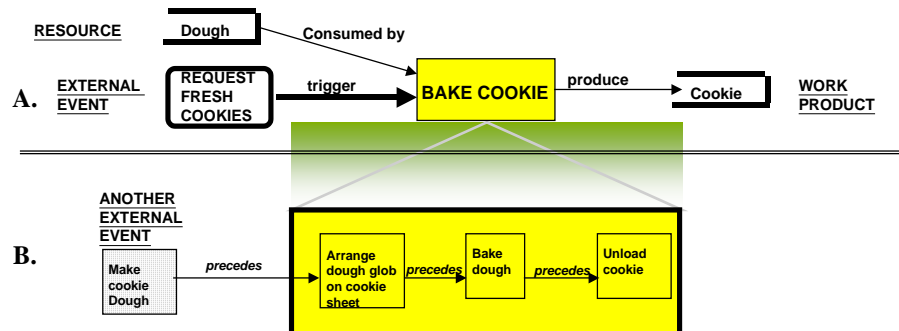 RESOURCE
Dough
Consumed by
A.
EXTERNAL
EVENT
REQUEST
FRESH
COOKIES
trigger
BAKE COOKIE
produce
Cookie
WORK
PRODUCT
ANOTHER
EXTERNAL
EVENT
B.
Make
cookie
Dough
precedes
Arrange
dough glob
on cookie
sheet
precedes
Bake
dough
precedes
Unload
cookie